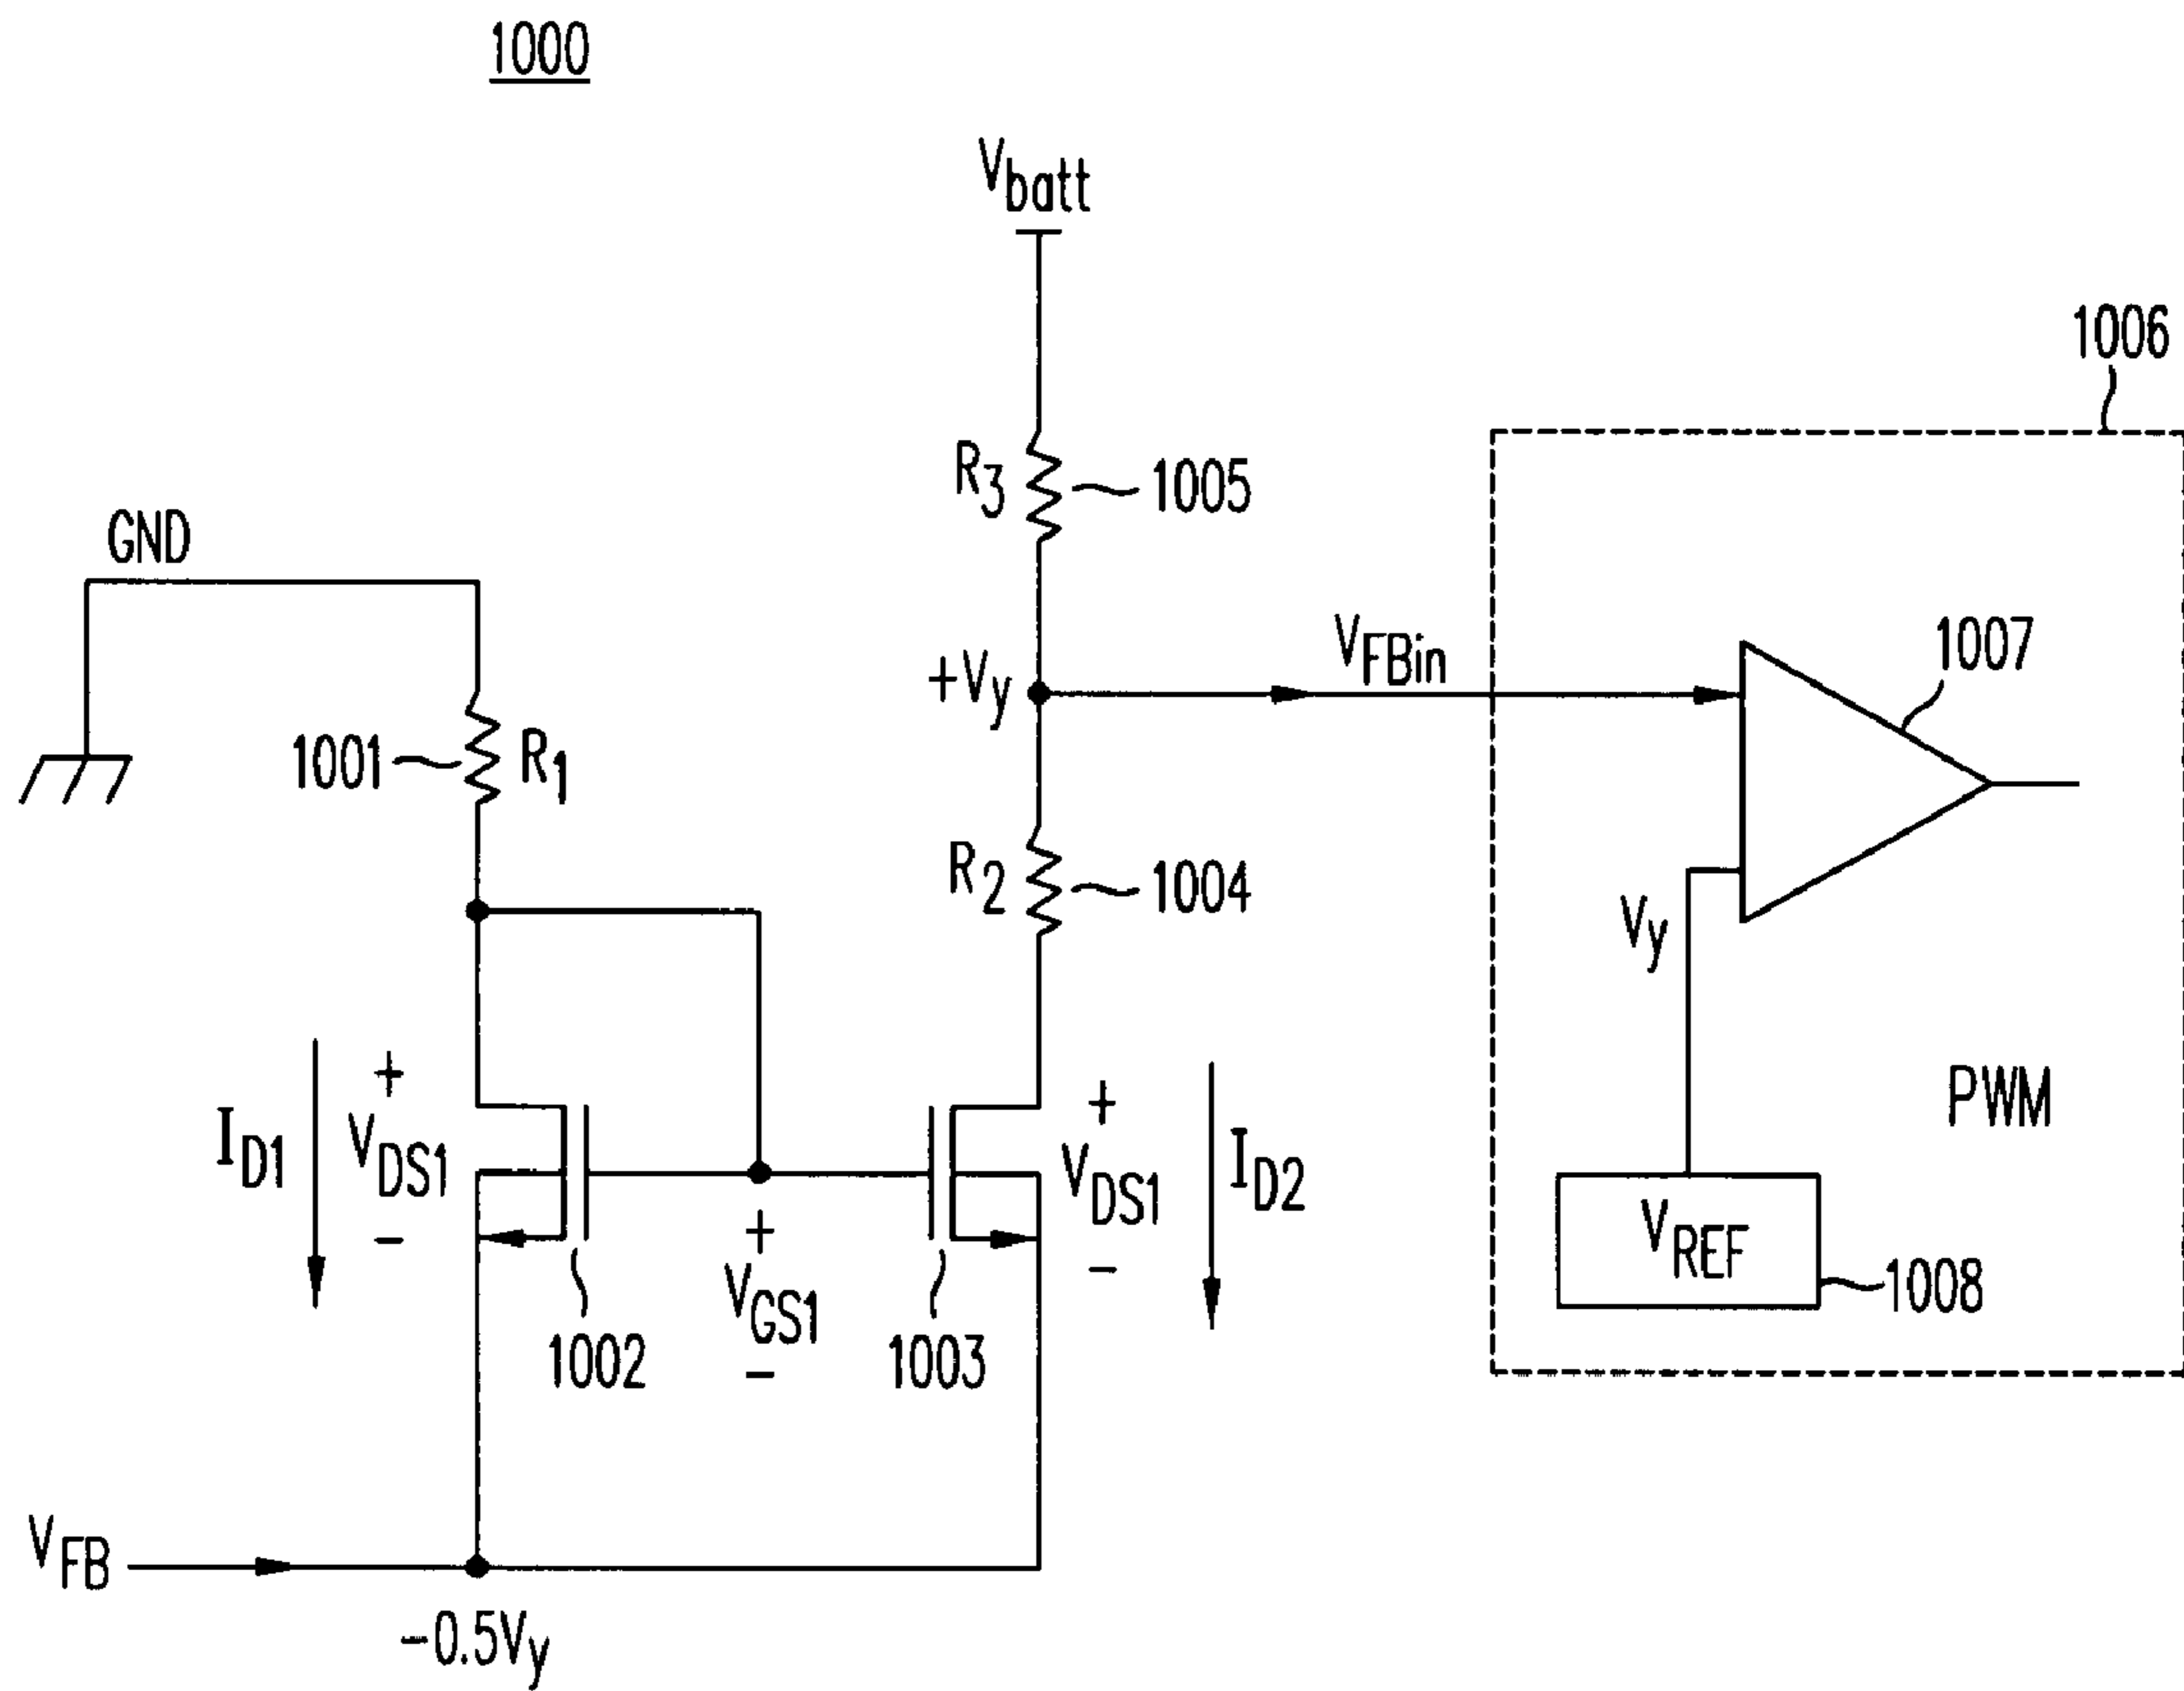 1000
Vbatt
1006
R3
1005
GND
VFBin
1007
+Vy
1001
R1
R2
1004
Vy
+
+
PWM
ID1
VDS1
VDS1
ID2
-
+
VREF
-
VGS1
1008
1002
-
1003
VFB
-0.5Vy